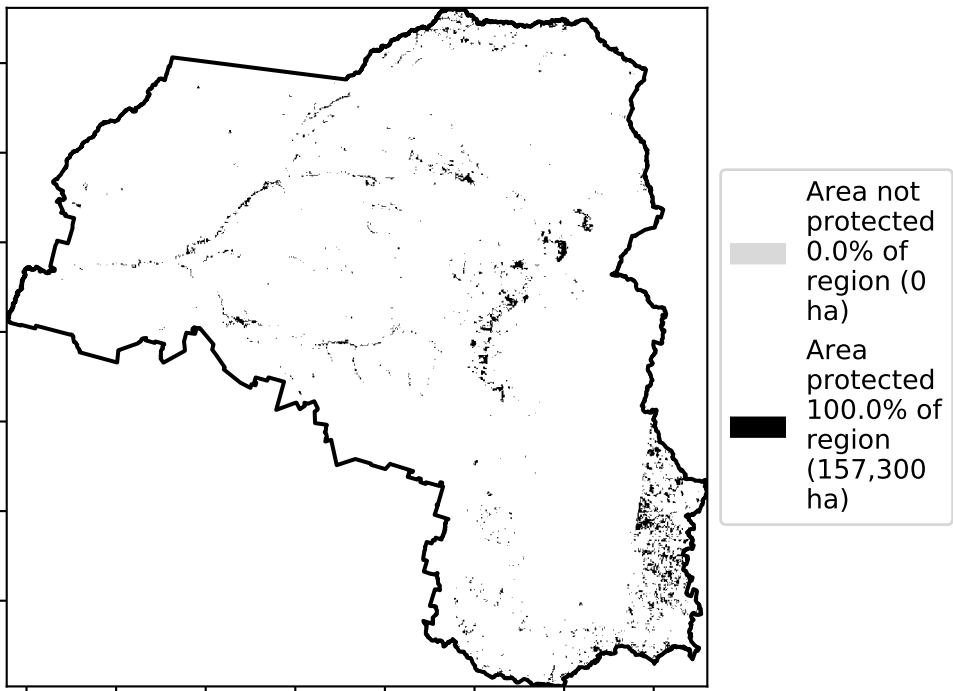 Area not
protected
0.0% of
region (0
ha)
Area
protected
100.0% of
region
(157,300
ha)